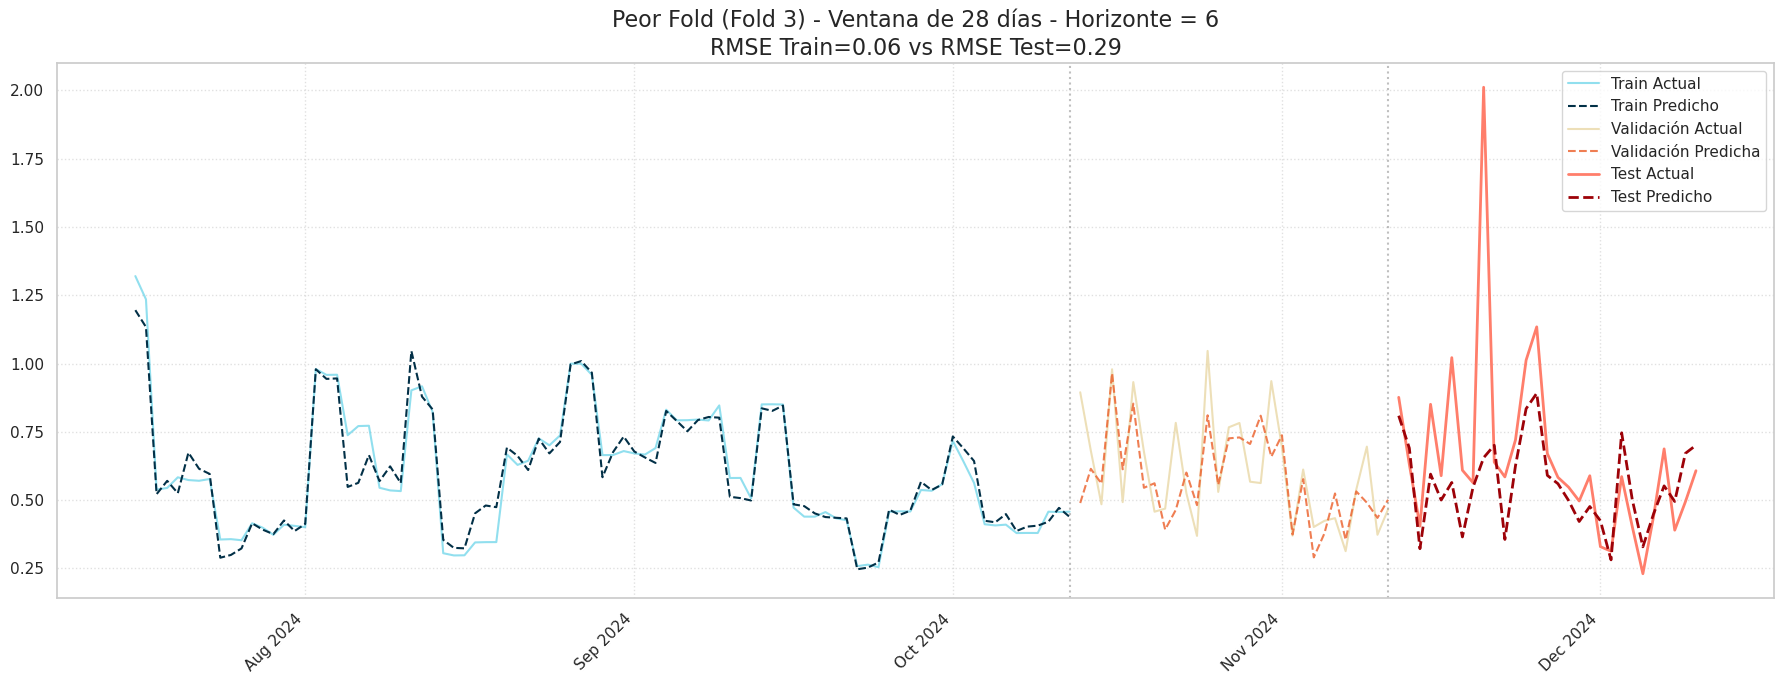 Peor Fold (Fold 3) - Ventana de 28 días - Horizonte = 6
RMSE Train=0.06 vs RMSE Test=0.29
2.00
1.75
1.50
1.25
1.00
0.75
0.50
0.25
Train Actual
Train Predicho
Validación Actual
Validación Predicha
Test Actual
Test Predicho
Aug 2024
Sep 2024
Oct 2024
Nov 2024
Dec 2024